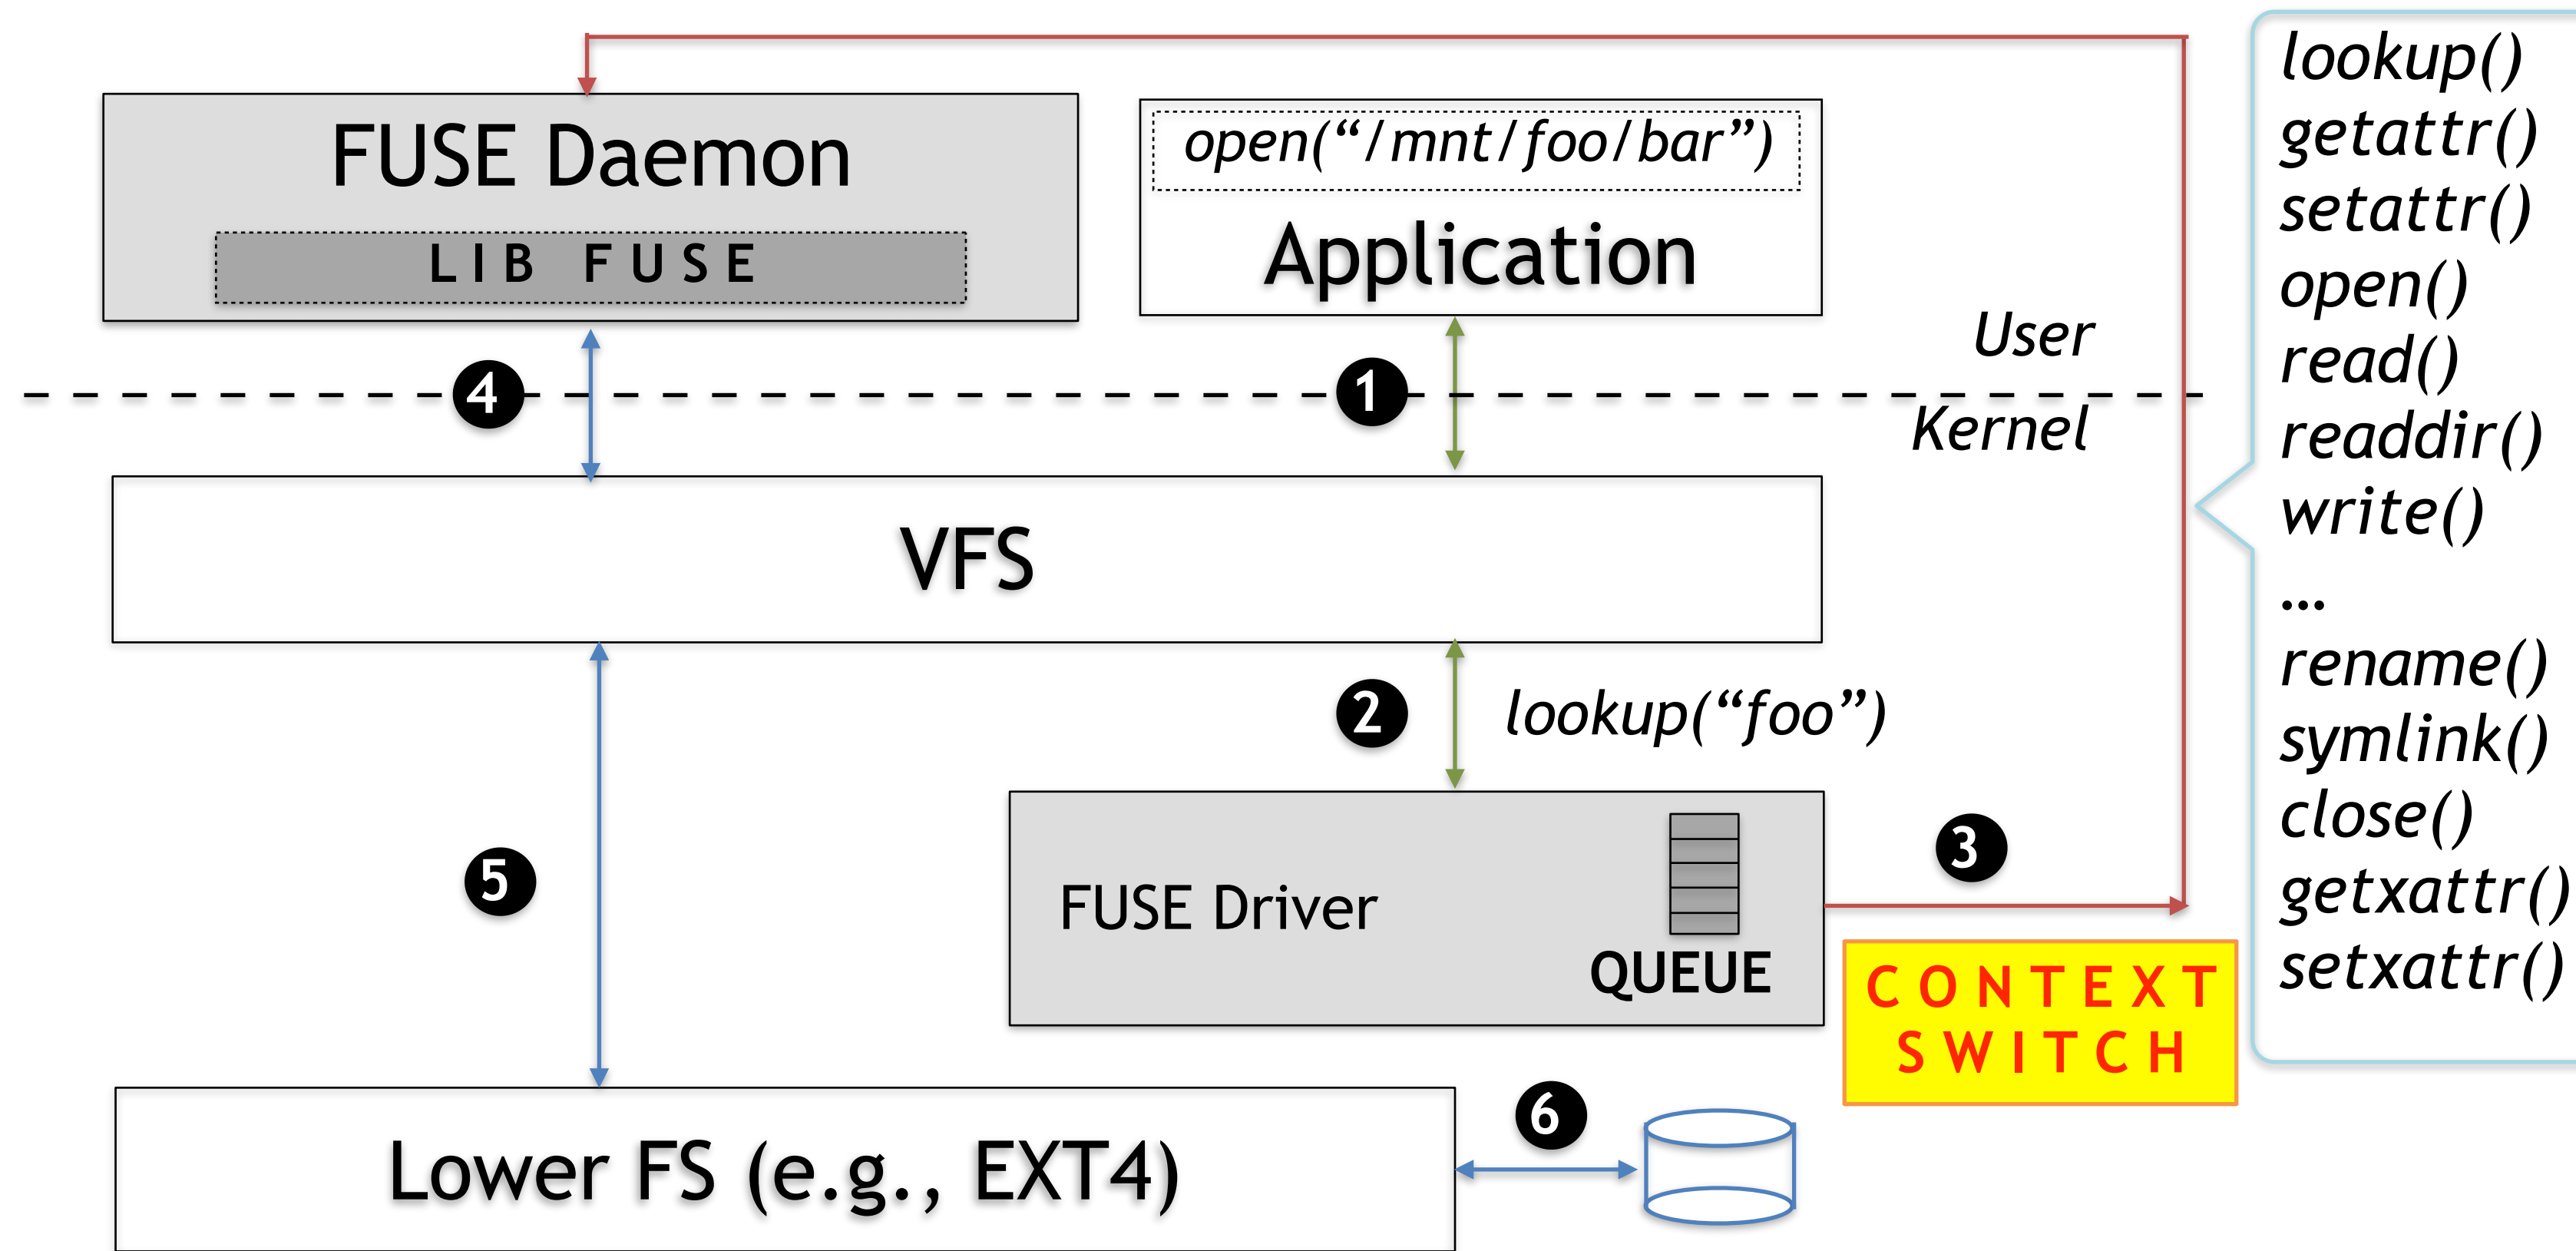 FUSE Daemon
LIB FUSE
open(“/mnt/foo/bar”)
Application
User
Kernel
4
1
VFS
2
lookup(“foo”)
5
FUSE Driver
QUEUE
3
CONTEXT
SWITCH
Lower FS (e.g., EXT4)
6
lookup()
getattr()
setattr()
open()
read()
readdir()
write()
…
rename()
symlink()
close()
getxattr()
setxattr()